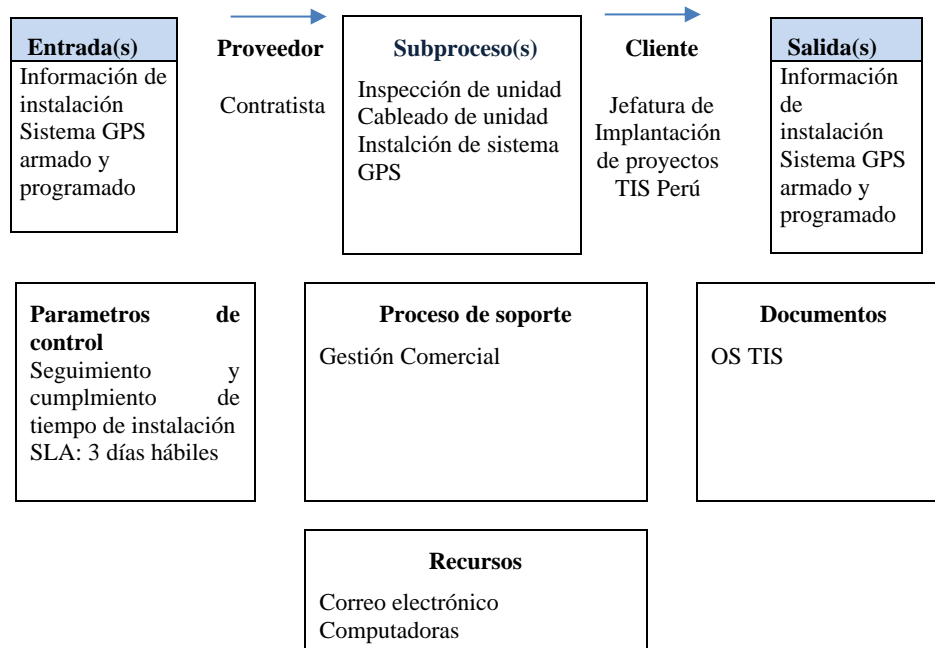 Entrada(s)
Información de
instalación
Sistema GPS
armado y
programado
Proveedor
Contratista
Subproceso(s)
Inspección de unidad
Cableado de unidad
Instalción de sistema
GPS
Cliente
Jefatura de
Implantación
de proyectos
TIS Perú
Salida(s)
Información
de
instalación
Sistema GPS
armado y
programado
Parametros de
control
Seguimiento y
cumplmiento de
tiempo de instalación
SLA: 3 días hábiles
Proceso de soporte
Gestión Comercial
Documentos
OS TIS
Recursos
Correo electrónico
Computadoras